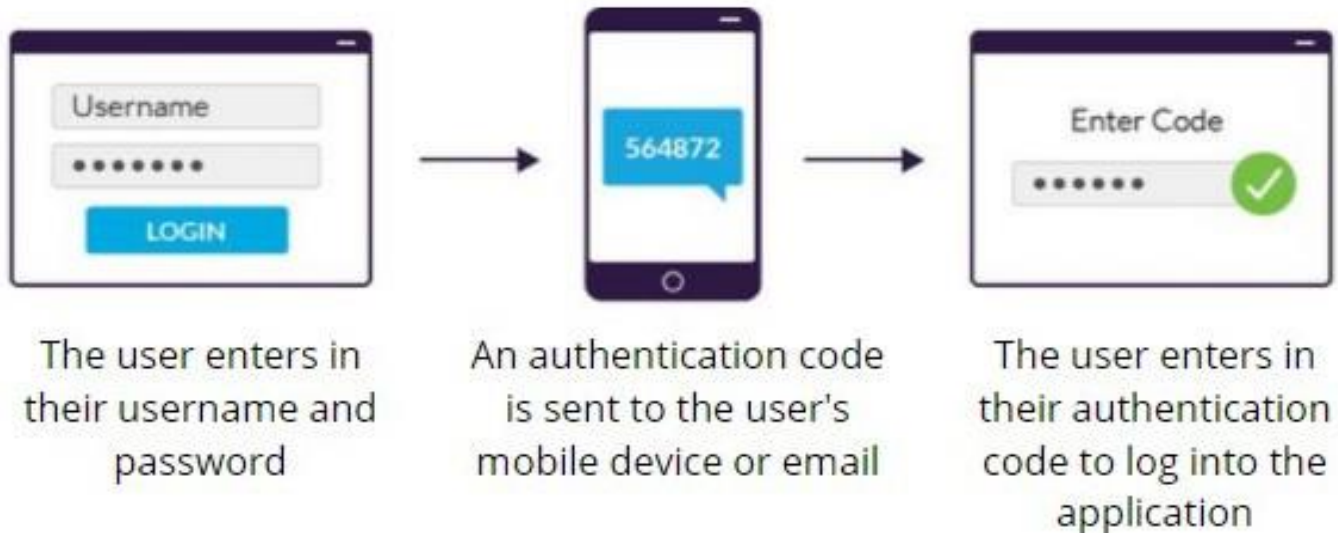 Username
LOGIN
564872
Enter Code
The user enters in
their username and
password
An authentication code
is sent to the user's
mobile device or email
The user enters in
their authentication
code to log into the
application